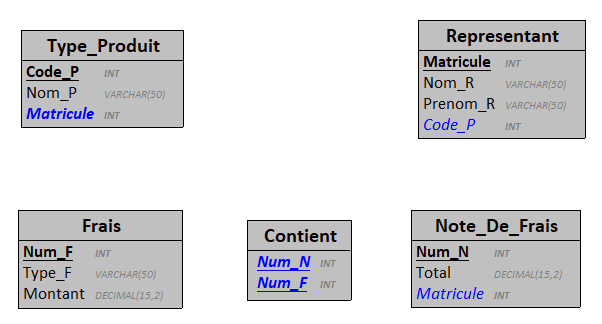 Type_Produit
Code_P INT
Nom_P VARCHAR(50)
Matricule INT
Representant
Matricule INT
Nom_R VARCHAR(50)
Prenom_R VARCHAR(50)
Code_P INT
Frais
Num_F INT
Type_F VARCHAR(50)
Montant DECIMAL(15,2)
Contient
Num_N INT
Num_F INT
Note_De_Frais
Num_N INT
Total DECIMAL(15,2)
Matricule INT